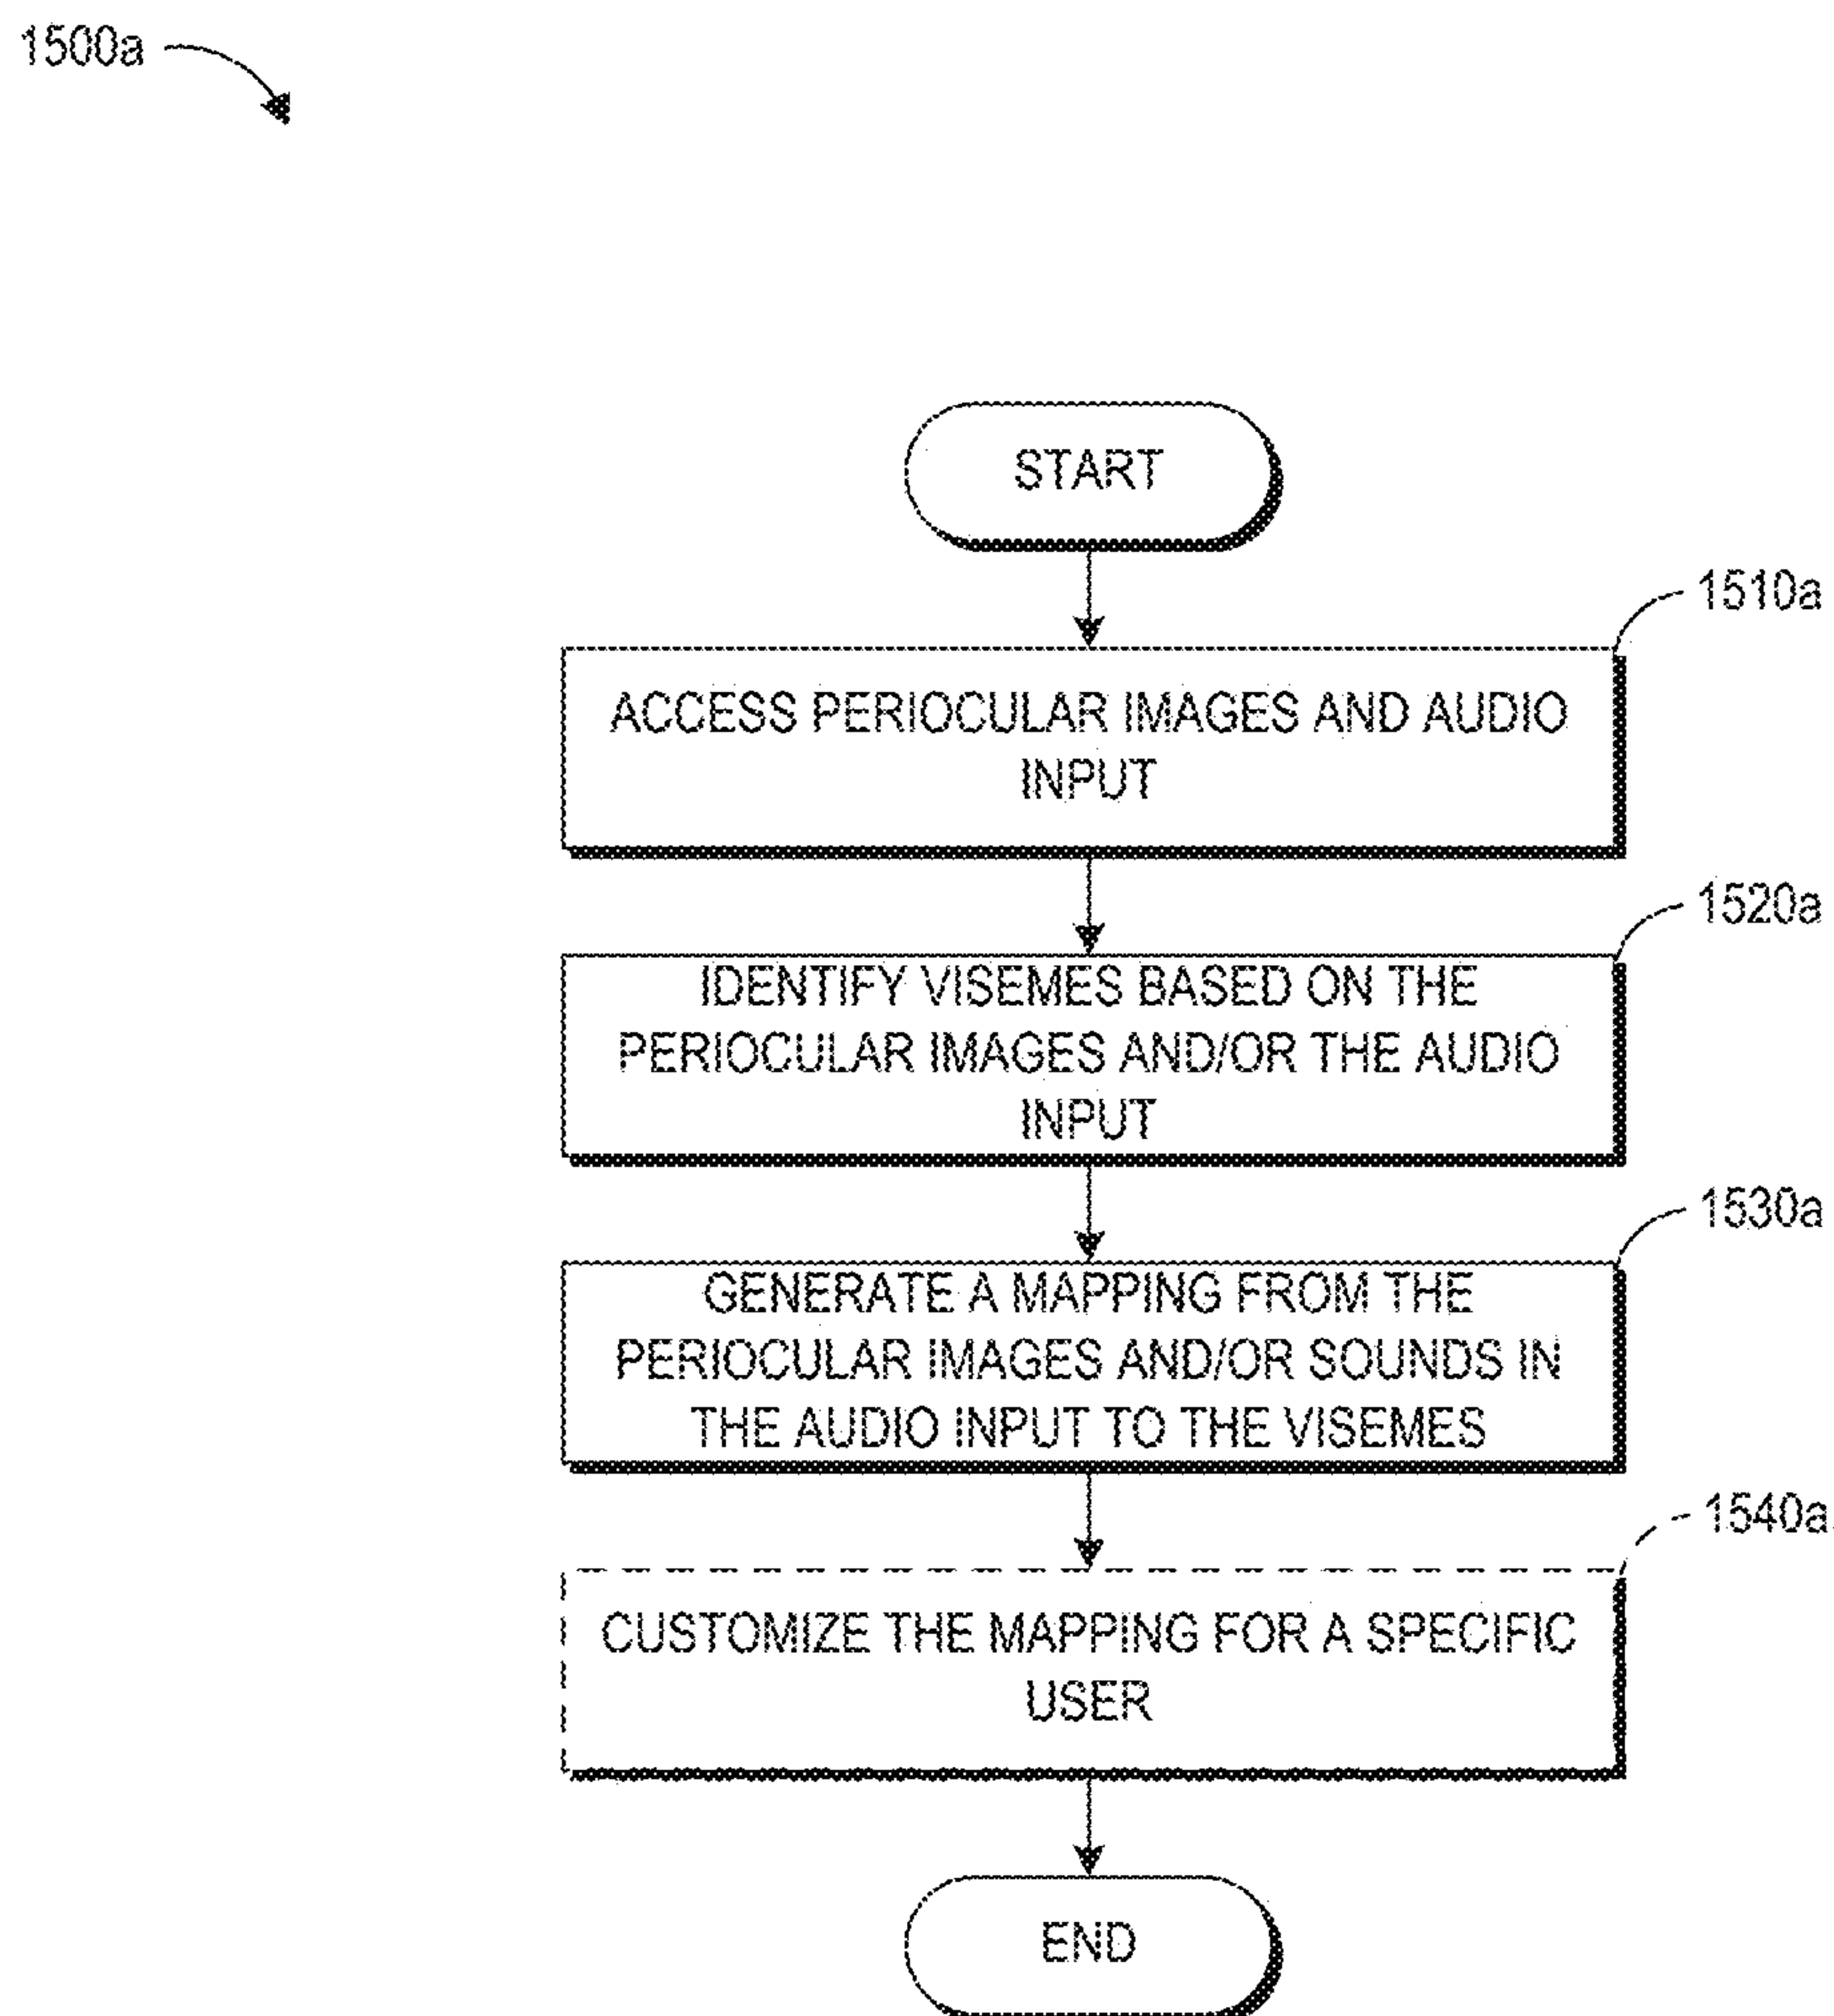 1500a
START
1510a
ACCESS PERIOCULAR IMAGES AND AUDIO
INPUT
1520a
IDENTIFY VISEMES BASED ON THE
PERIOCULAR IMAGES AND/OR THE AUDIO
INPUT
1530a
GENERATE A MAPPING FROM THE
PERIOCULAR IMAGES AND/OR SOUNDS IN
THE AUDIO INPUT TO THE VISEMES
1540a
CUSTOMIZE THE MAPPING FOR A SPECIFIC
USER
END